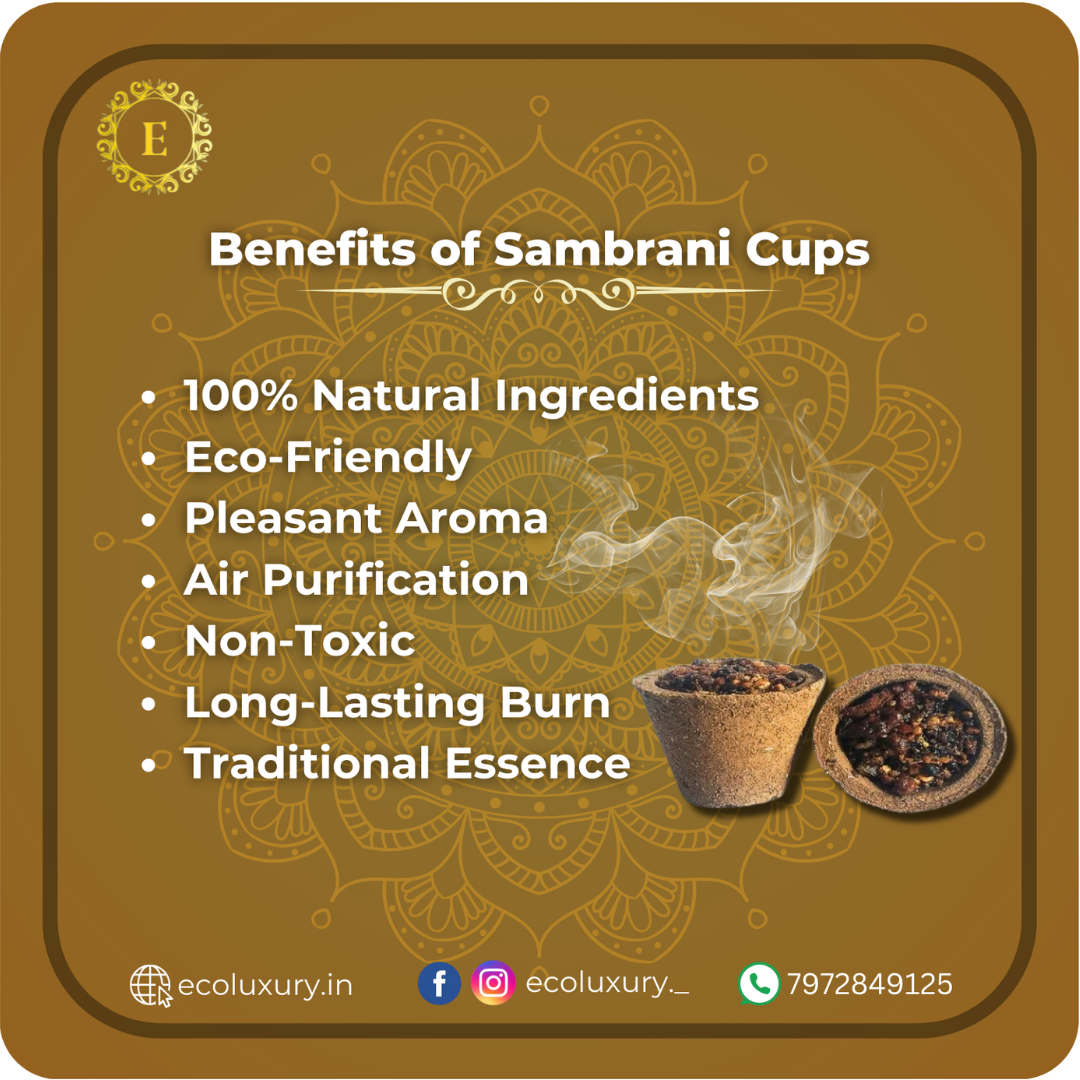 E
Benefits of Sambrani Cups
• 100% Natural Ingredients
• Eco-Friendly
• Pleasant Aroma
• Air Purification
• Non-Toxic
• Long-Lasting Burn
• Traditional Essence
ecoluxury.in
ecoluxury._
7972849125